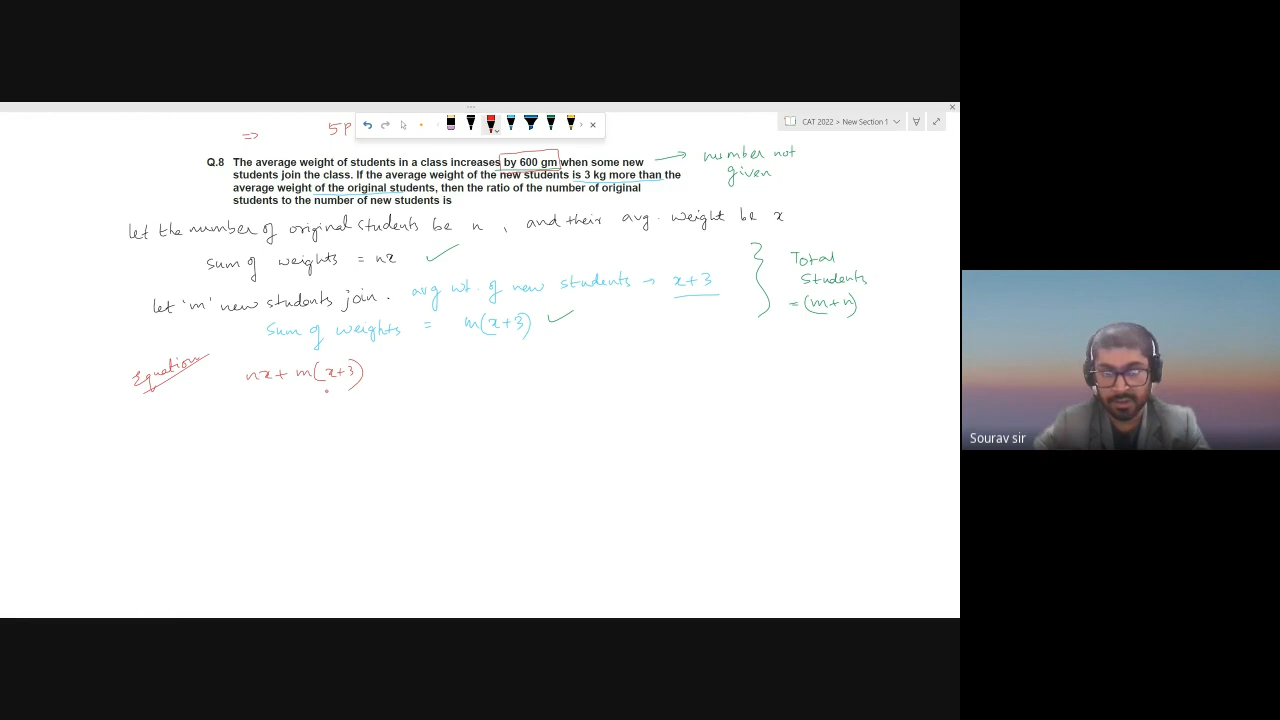 CAT 2022 > New Section 1
=> 5P
Q.8 The average weight of students in a class increases by 600 gm when some new
students join the class. If the average weight of the new students is 3 kg more than the
average weight of the original students, then the ratio of the number of original
students to the number of new students is
number not
given
let the number of original students be n , and their avg. weight be x
sum of weights = nx
let 'm' new students join. avg wt. of new students → x+3
sum of weights = m(x+3)
Total
Students
= (m+n)
Equation nx + m(x+3)
Sourav sir